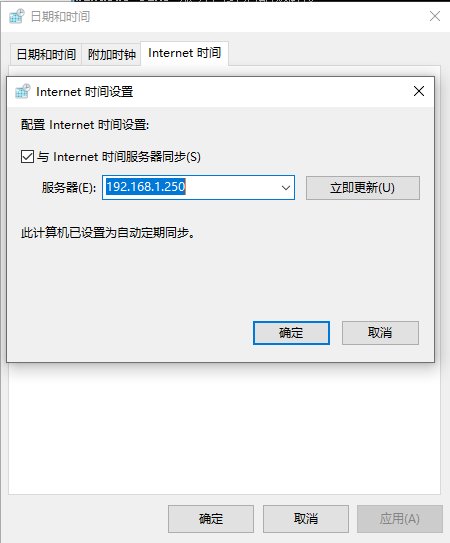 日期和时间
日期和时间 附加时钟 Internet 时间
Internet 时间设置
配置 Internet 时间设置:
与 Internet 时间服务器同步(S)
服务器(E): 192.168.1.250 立即更新(U)
此计算机已设置为自动定期同步。
确定 取消
确定 取消 应用(A)